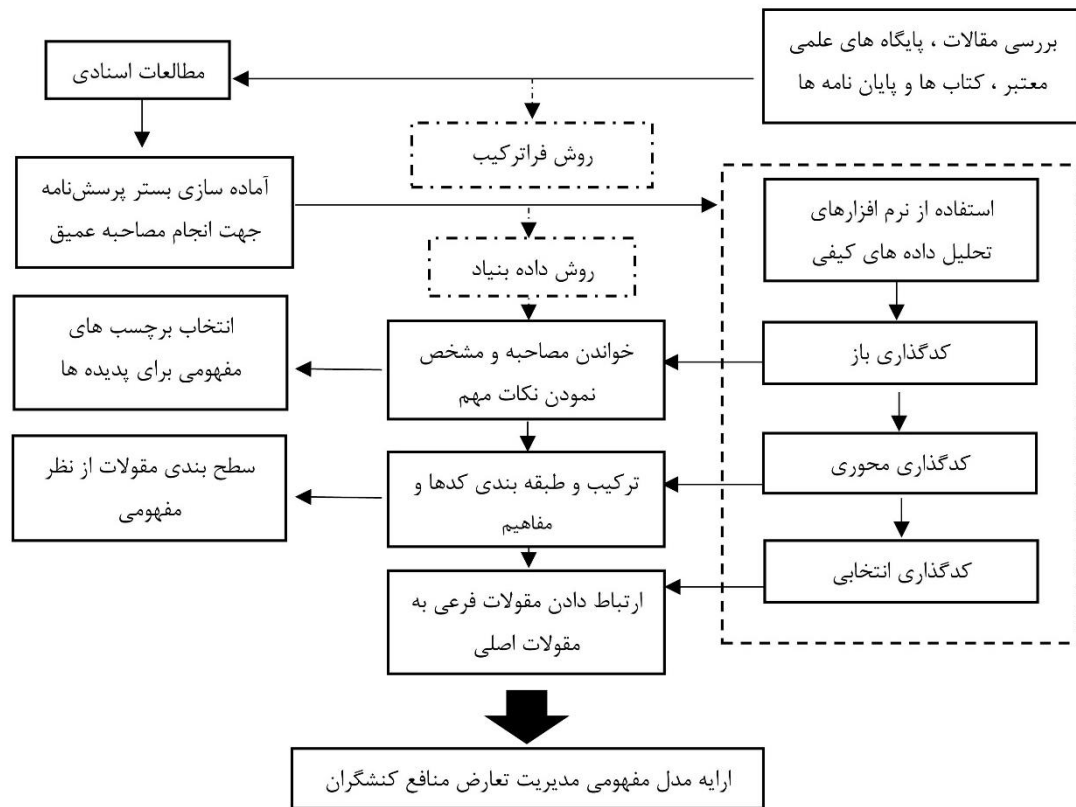 بررسی مقالات ، پایگاه های علمی
معتبر ، کتاب ها و پایان نامه ها
مطالعات اسنادی
روش فراترکیب
آماده سازی بستر پرسش‌نامه
جهت انجام مصاحبه عمیق
استفاده از نرم افزارهای
تحلیل داده های کیفی
روش داده بنیاد
کدگذاری باز
خواندن مصاحبه و مشخص
نمودن نکات مهم
انتخاب برچسب های
مفهومی برای پدیده ها
کدگذاری محوری
ترکیب و طبقه بندی کدها و
مفاهیم
سطح بندی مقولات از نظر
مفهومی
کدگذاری انتخابی
ارتباط دادن مقولات فرعی به
مقولات اصلی
ارایه مدل مفهومی مدیریت تعارض منافع کنشگران